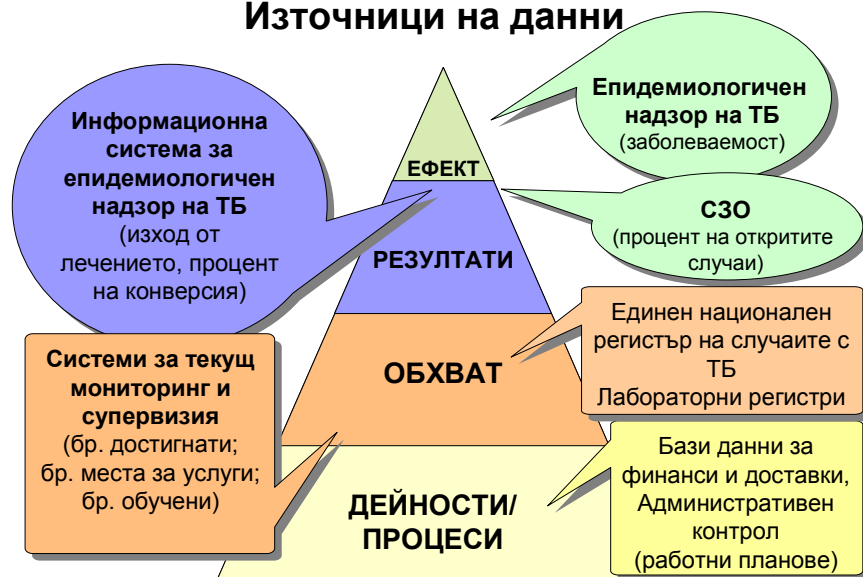 Източници на данни
Епидемиологичен
надзор на ТБ
(заболеваемост)
Информационна
система за
епидемиологичен
надзор на ТБ
(изход от
лечението, процент
на конверсия)
ЕФЕКТ
СЗО
(процент на откритите
случаи)
РЕЗУЛТАТИ
Единен национален
регистър на случаите с
ТБ
Лабораторни регистри
Системи за текущ
мониторинг и
супервизия
(бр. достигнати;
бр. места за услуги;
бр. обучени)
ОБХВАТ
Бази данни за
финанси и доставки,
Административен
контрол
(работни планове)
ДЕЙНОСТИ/
ПРОЦЕСИ